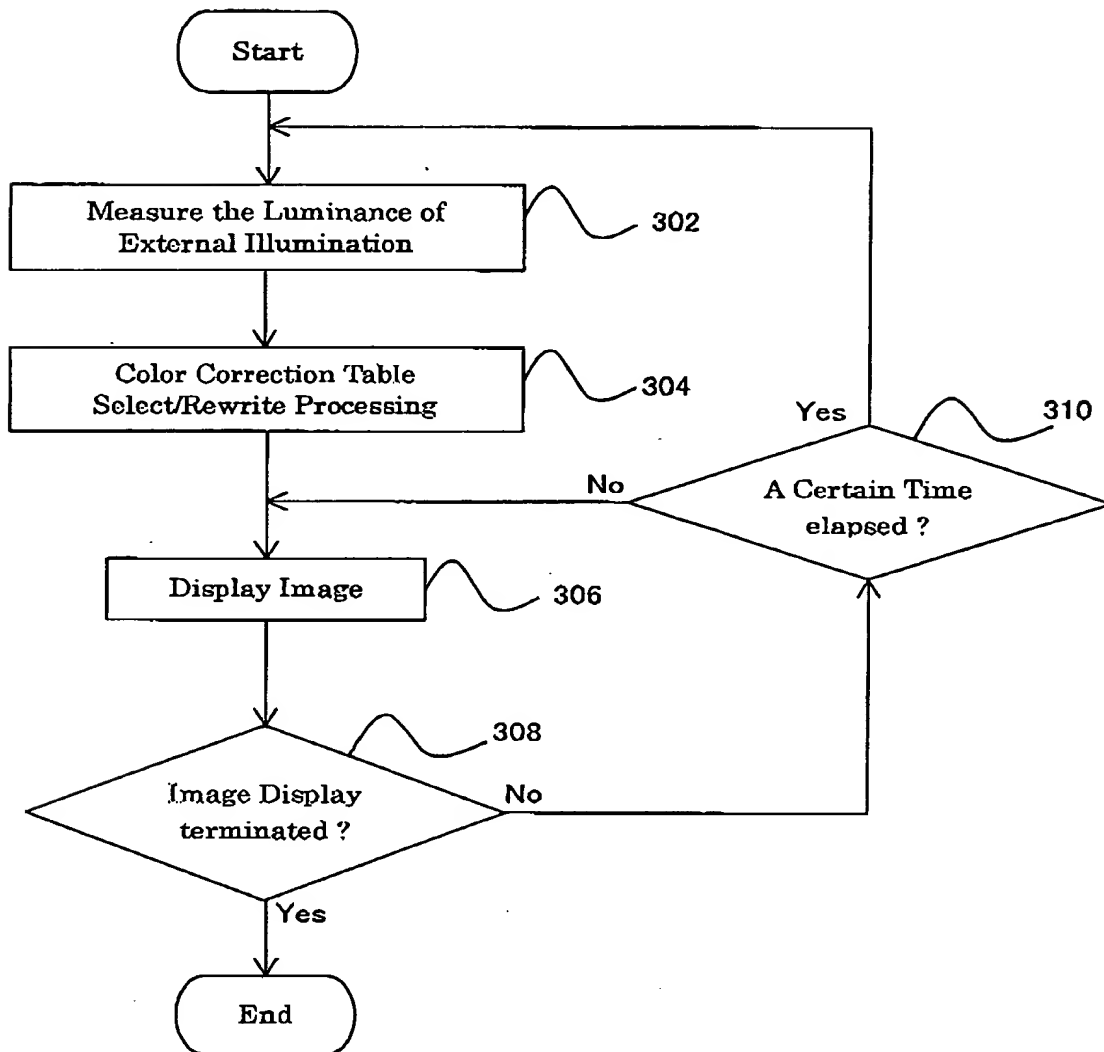 Start
Measure the Luminance of
External Illumination
302
Color Correction Table
Select/Rewrite Processing
304
Yes
310
No
A Certain Time
elapsed ?
Display Image
306
308
Image Display
terminated ?
No
Yes
End